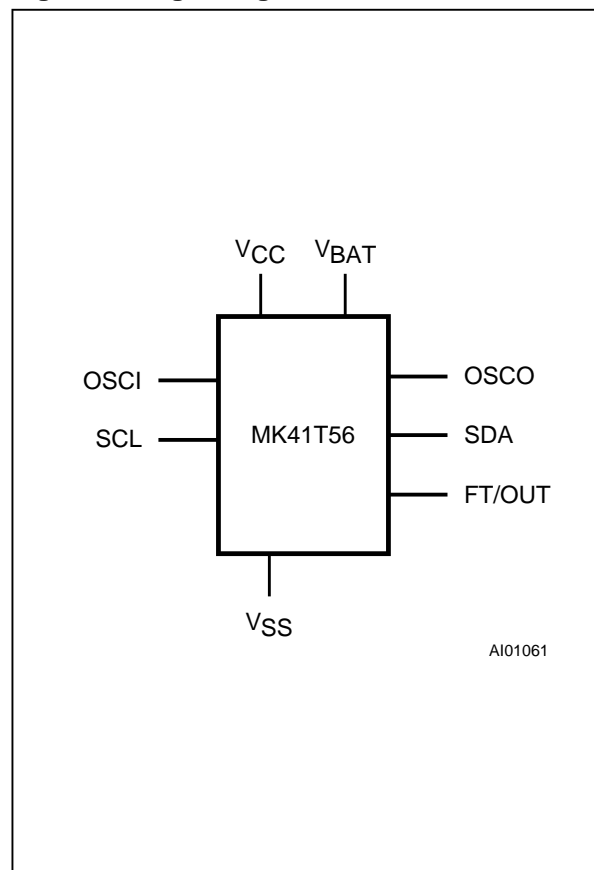 VCC VBAT
OSCI OSCO
SCL MK41T56 SDA
FT/OUT
VSS
AI01061